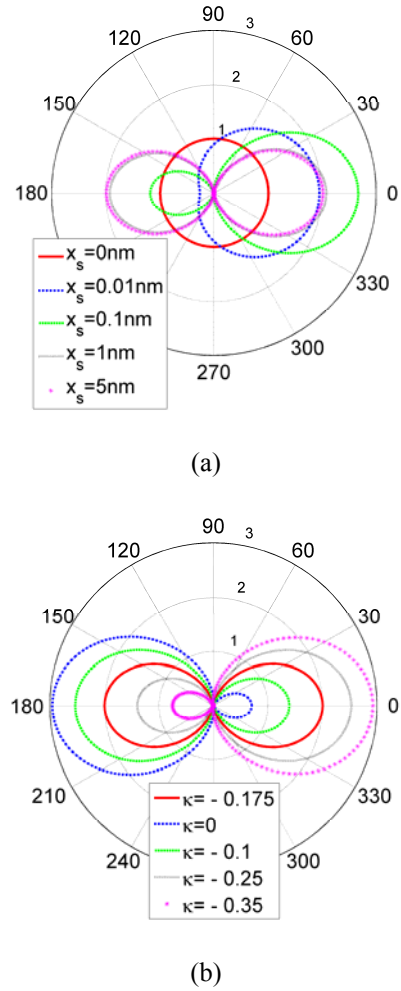 90
120
3
60
2
150
30
1
180
0
x_s=0nm
x_s=0.01nm
x_s=0.1nm
x_s=1nm
x_s=5nm
330
300
270
(a)
90
120
3
60
2
150
30
1
180
0
210
330
κ= - 0.175
κ=0
κ= - 0.1
κ= - 0.25
κ= - 0.35
240
300
(b)